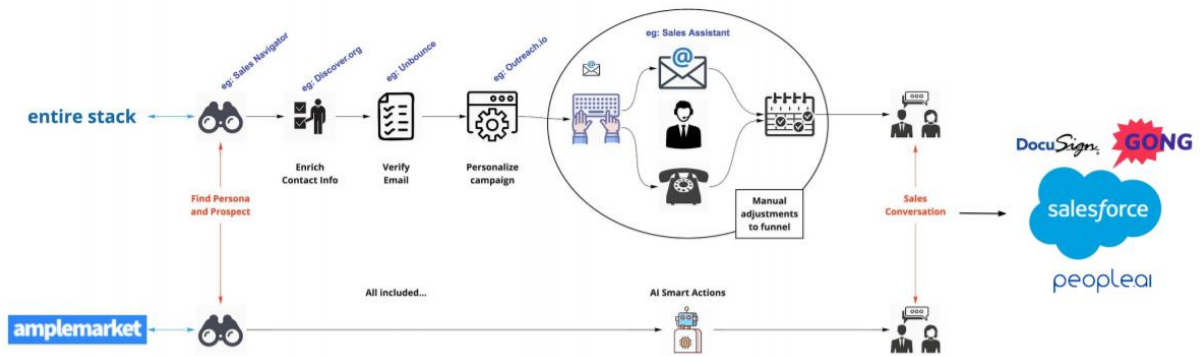 eg: Sales Navigator
eg: Discover.org
eg: Unbounce
eg: Outreach.io
eg: Sales Assistant
@
@
entire stack
Enrich
Contact Info
Verify
Email
Personalize
campaign
Find Persona
and Prospect
Manual
adjustments
to funnel
Sales
Conversation
DocuSign
GONG
salesforce
people.ai
All included...
AI Smart Actions
amplemarket